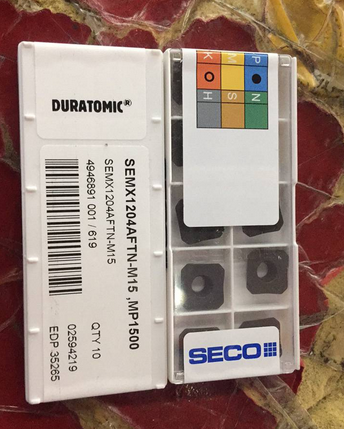 DURATOMIC®
SEMX1204AFTN-M15 ,MP1500
SEMX1204AFTN-M15
4946891 001 / 619
QTY 10
02594219
EDP 35265
P M K
N S H
SECO